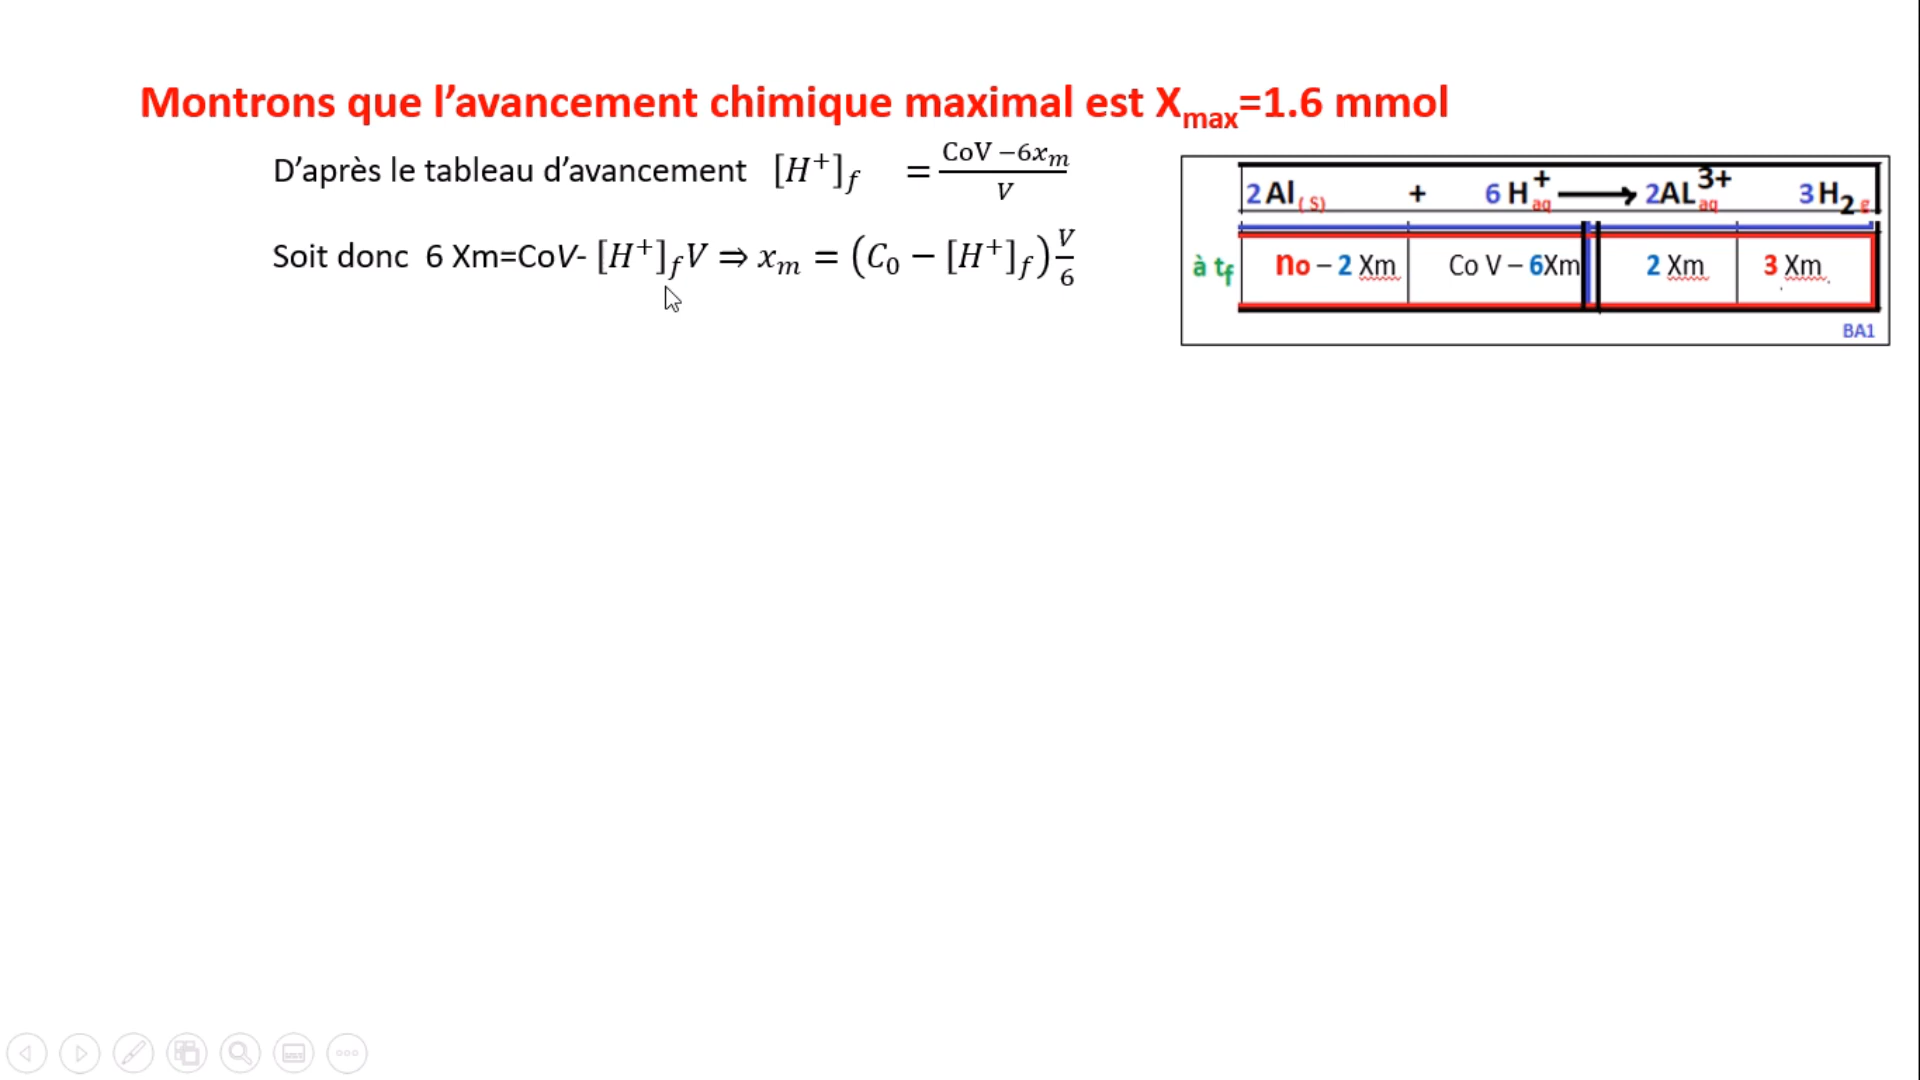 Montrons que l’avancement chimique maximal est Xmax=1.6 mmol
D’après le tableau d’avancement [H⁺]f = (CoV −6xm)/V
Soit donc 6 Xm=CoV- [H⁺]fV ⇒ xm = (C₀ − [H⁺]f) V/6
2 Al (S) + 6 H⁺aq ⟶ 2AL³⁺aq 3 H₂ g
à tf no – 2 Xm Co V – 6Xm 2 Xm 3 Xm
BA1